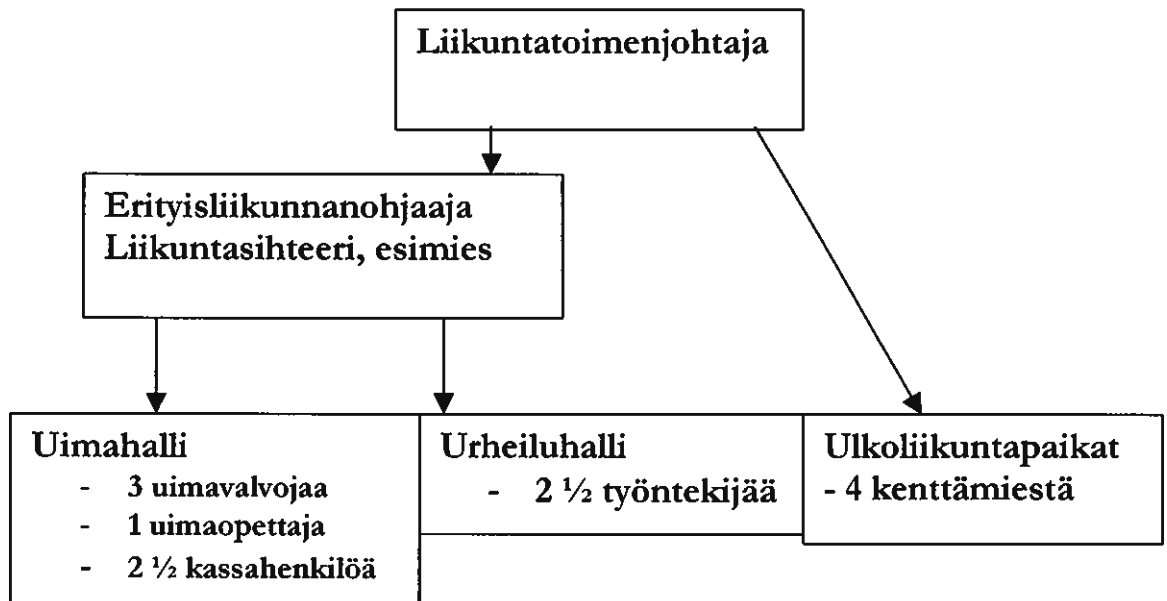 Liikuntatoimenjohtaja
Erityisliikunnanohjaaja
Liikuntasihteeri, esimies
Uimahalli
- 3 uimavalvojaa
- 1 uimaopettaja
- 2 ½ kassahenkilöä
Urheiluhalli
- 2 ½ työntekijää
Ulkoliikuntapaikat
- 4 kenttämiestä